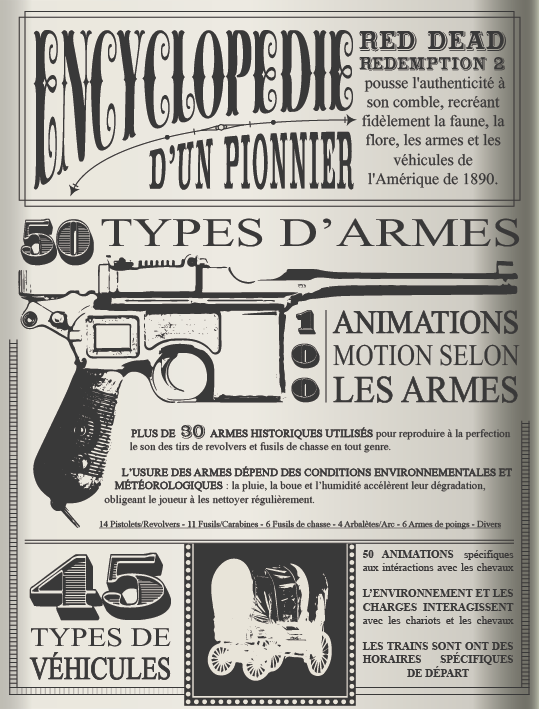 ENCYCLOPEDIE
D'UN PIONNIER
RED DEAD
REDEMPTION 2
pousse l'authenticité à
son comble, recréant
fidèlement la faune, la
flore, les armes et les
véhicules de
l'Amérique de 1890.
50 TYPES D'ARMES
100 ANIMATIONS
MOTION SELON
LES ARMES
PLUS DE 30 ARMES HISTORIQUES UTILISÉS pour reproduire à la perfection
le son des tirs de revolvers et fusils de chasse en tout genre.
L'USURE DES ARMES DÉPEND DES CONDITIONS ENVIRONNEMENTALES ET
MÉTÉOROLOGIQUES : la pluie, la boue et l'humidité accélèrent leur dégradation,
obligeant le joueur à les nettoyer régulièrement.
14 Pistolets/Revolvers - 11 Fusils/Carabines - 6 Fusils de chasse - 4 Arbalètes/Arc - 6 Armes de poings - Divers
45
TYPES DE
VÉHICULES
50 ANIMATIONS spécifiques
aux intéractions avec les chevaux
L'ENVIRONNEMENT ET LES
CHARGES INTERAGISSENT
avec les chariots et les chevaux
LES TRAINS SONT ONT DES
HORAIRES SPÉCIFIQUES
DE DÉPART